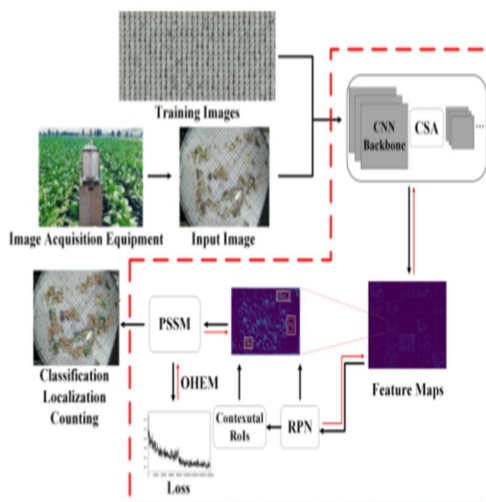 Training Images
CNN
Backbone
CSA
...
Image Acquisition Equipment
Input Image
PSSM
OHEM
Classification
Localization
Counting
Contexutal
RoIs
RPN
Feature Maps
Loss